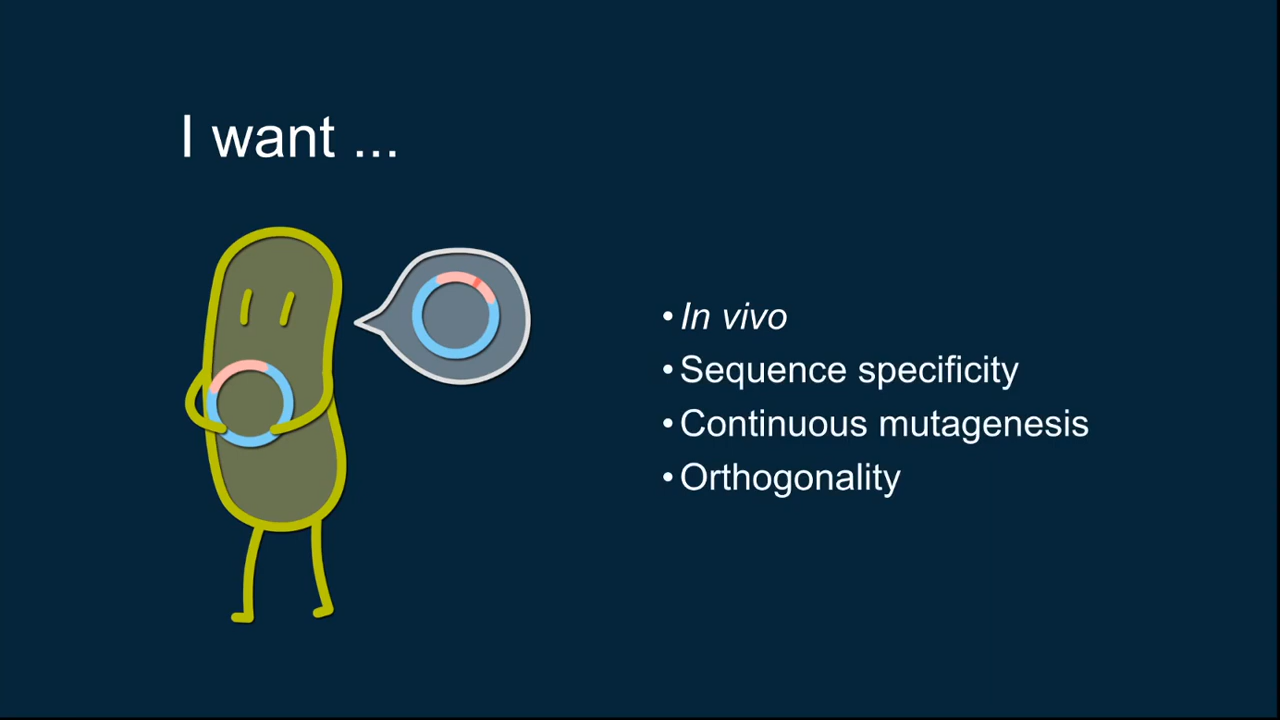 I want ...
• In vivo
• Sequence specificity
• Continuous mutagenesis
• Orthogonality